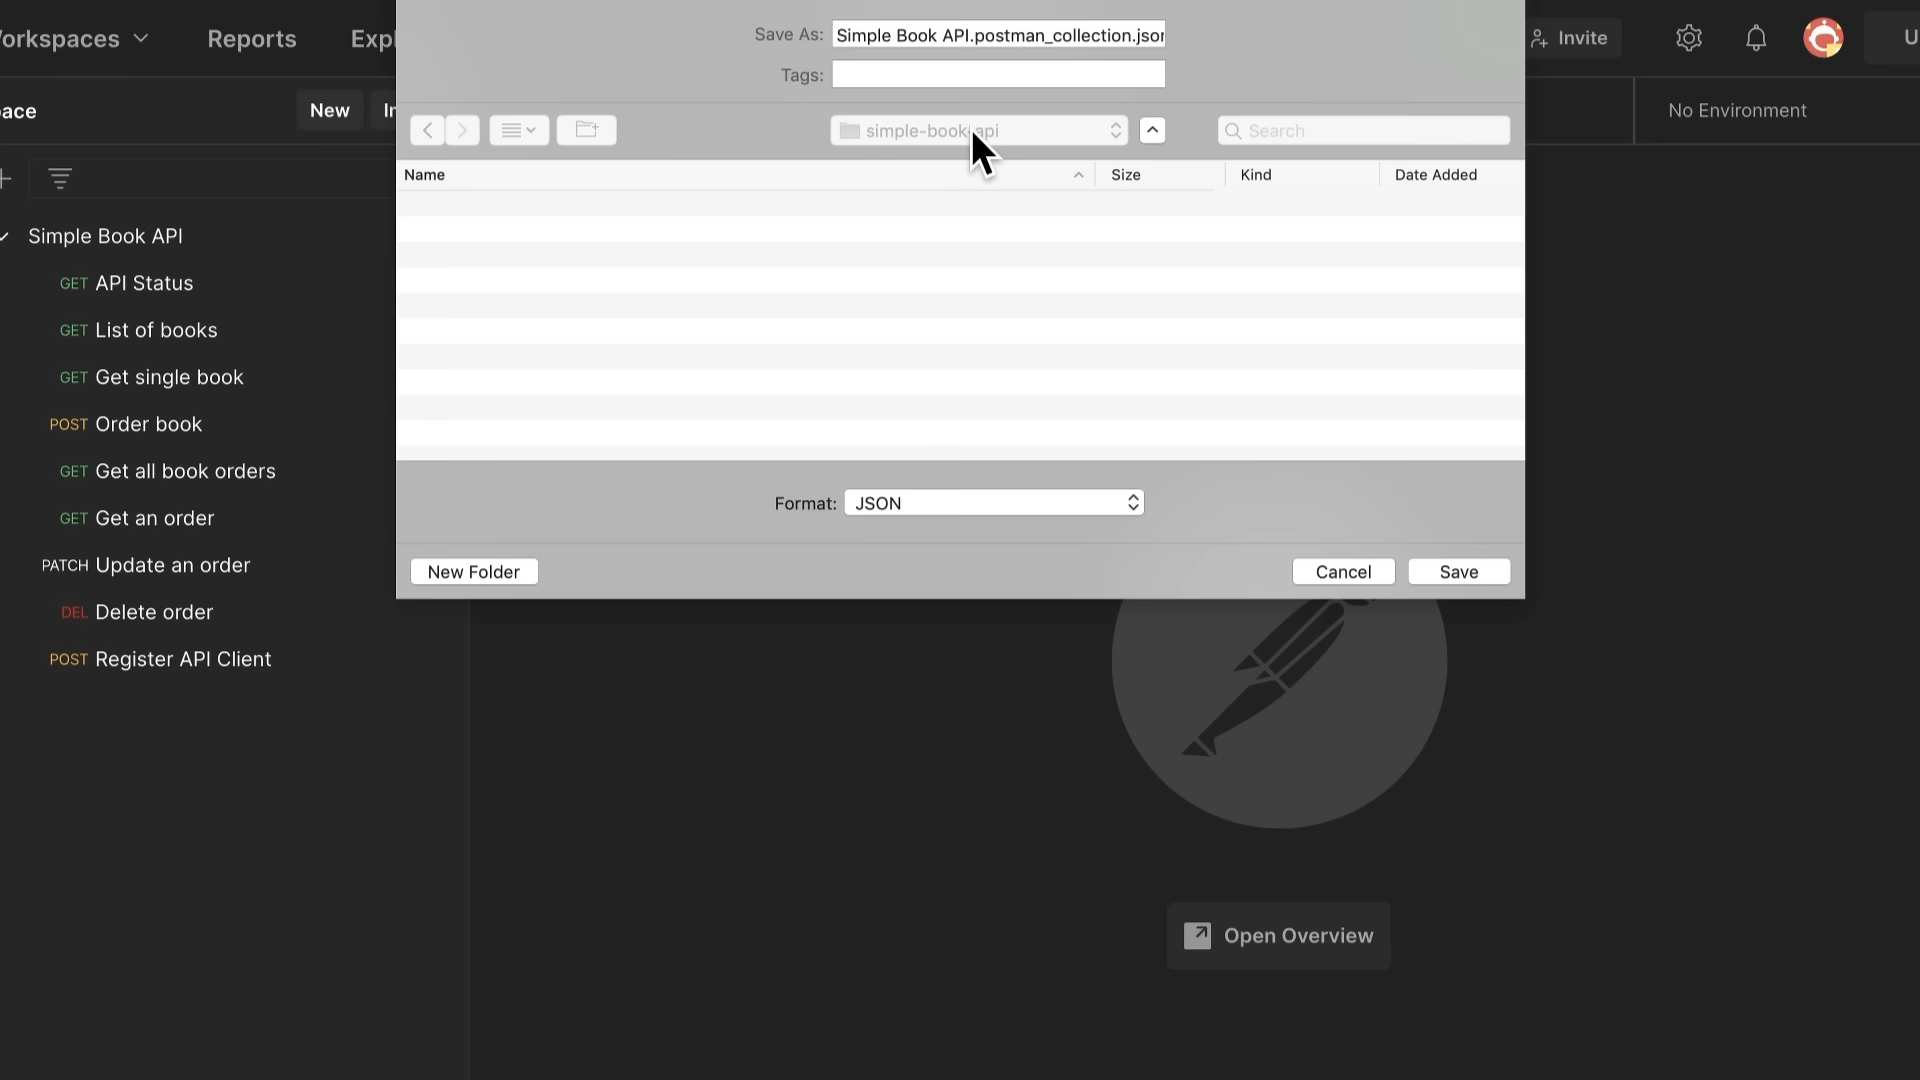 orkspaces
Reports
Expl
Invite
U
Save As: Simple Book API.postman_collection.json
Tags:
ace
New
In
simple-book-api
Search
No Environment
Name
Size
Kind
Date Added
Simple Book API
GET API Status
GET List of books
GET Get single book
POST Order book
GET Get all book orders
GET Get an order
PATCH Update an order
DEL Delete order
POST Register API Client
Format: JSON
New Folder
Cancel
Save
Open Overview